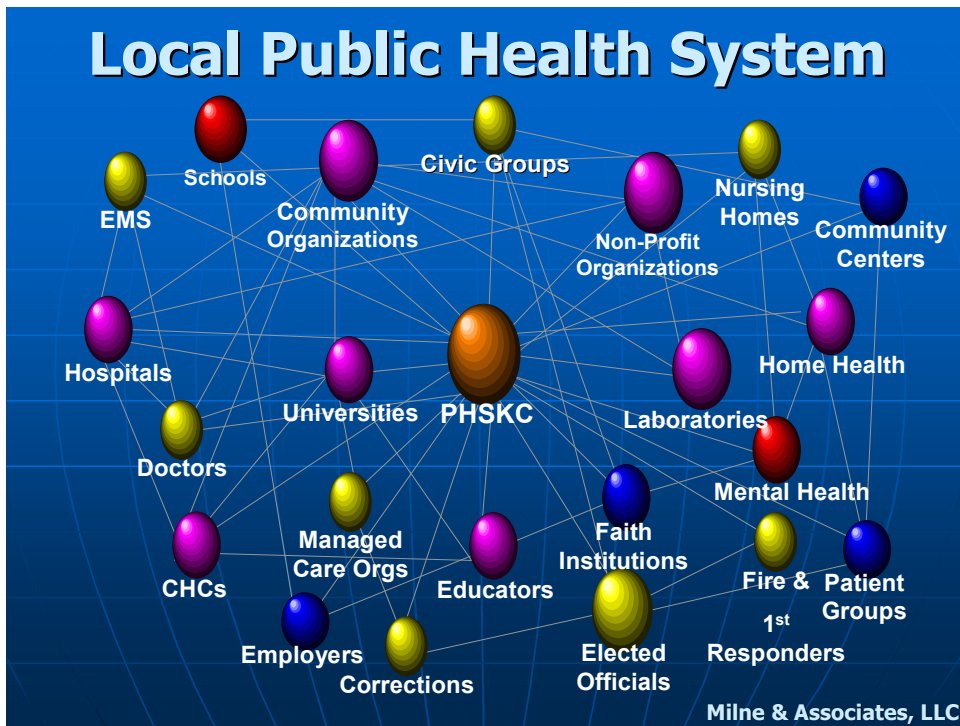 Local Public Health System
Schools
Civic Groups
EMS
Community
Organizations
Non-Profit
Organizations
Nursing
Homes
Community
Centers
Hospitals
Universities
PHSKC
Laboratories
Home Health
Doctors
Mental Health
CHCs
Managed
Care Orgs
Educators
Faith
Institutions
Fire &
1st
Responders
Patient
Groups
Employers
Corrections
Elected
Officials
Milne & Associates, LLC